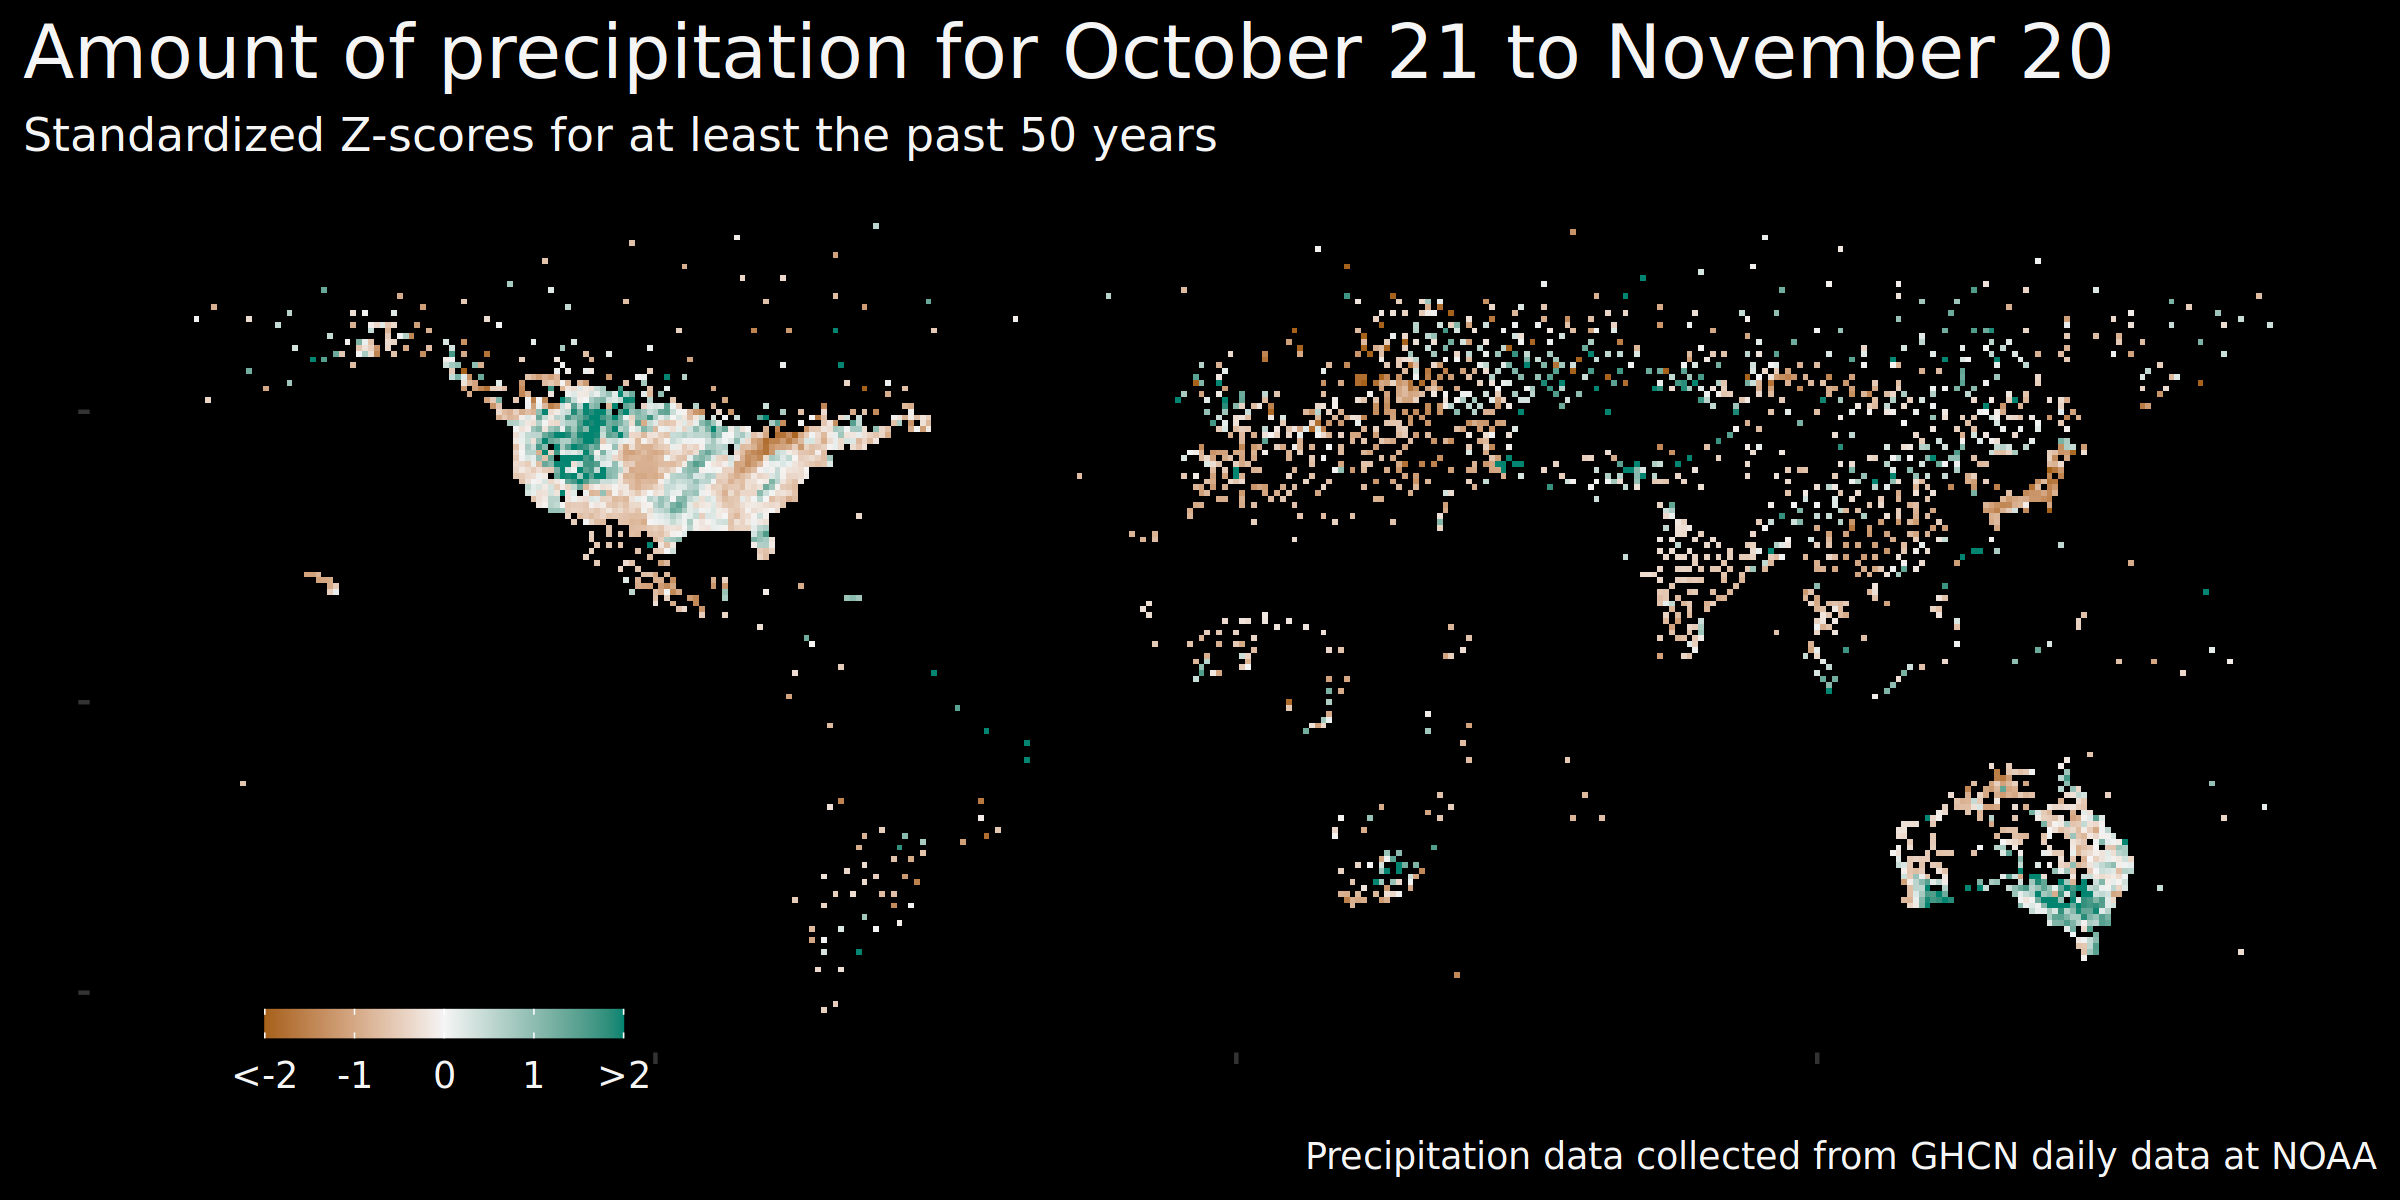 Amount of precipitation for October 21 to November 20
Standardized Z-scores for at least the past 50 years
<-2 -1 0 1 >2
Precipitation data collected from GHCN daily data at NOAA